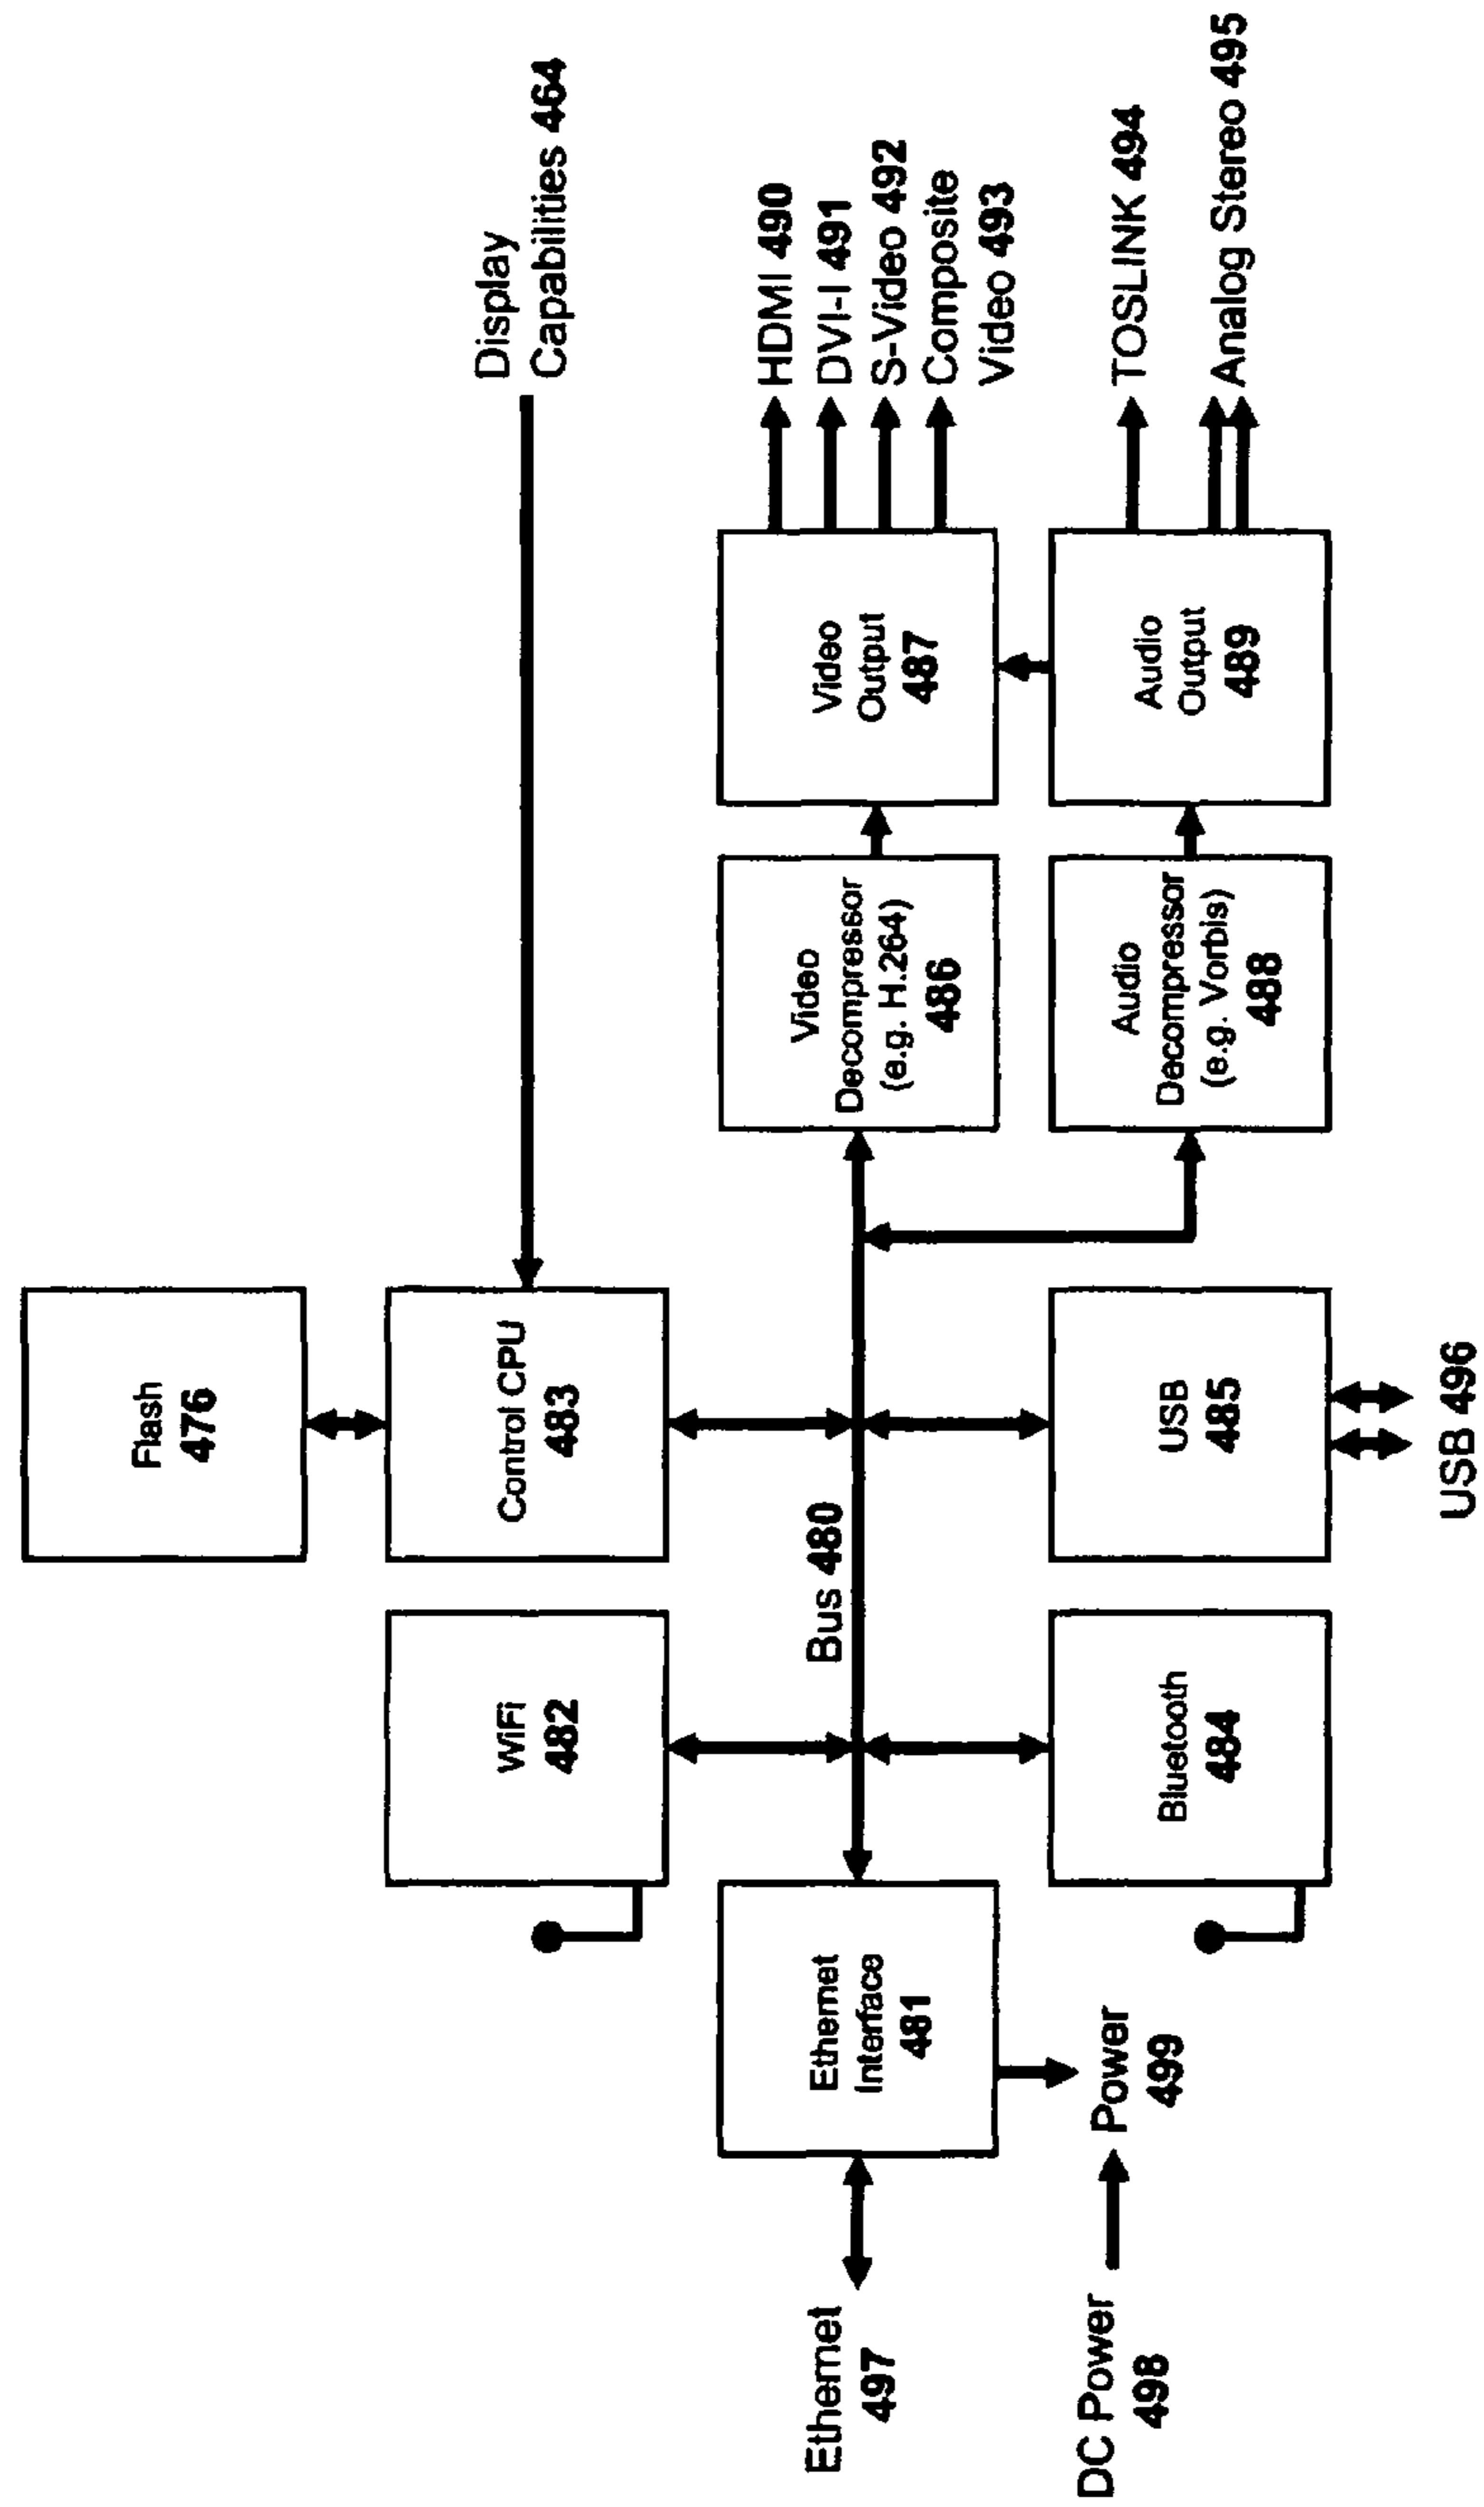 Flash
476
Display
Capabilities 464
WiFi
482
Control CPU
483
HDMI 490
DVI-I 491
S-Video 492
Composite
Video 493
Ethernet
497
Ethernet
Interface
481
Bus 480
Video
Decompressor
(e.g. H.264)
486
Video
Output
487
DC Power
498
Power
499
Bluetooth
484
USB
485
Audio
Decompressor
(e.g. Vorbis)
488
Audio
Output
489
TOSLINK 494
Analog Stereo 495
USB 496